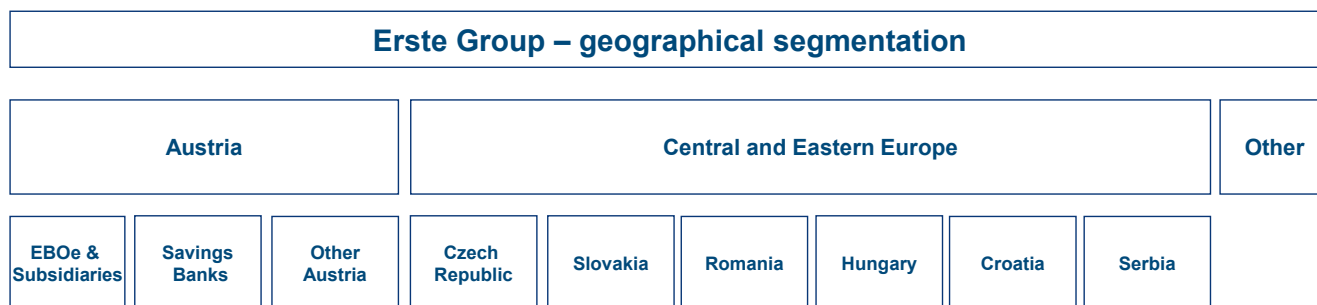 Erste Group – geographical segmentation
Austria
Central and Eastern Europe
Other
EBOe &
Subsidiaries
Savings
Banks
Other
Austria
Czech
Republic
Slovakia
Romania
Hungary
Croatia
Serbia